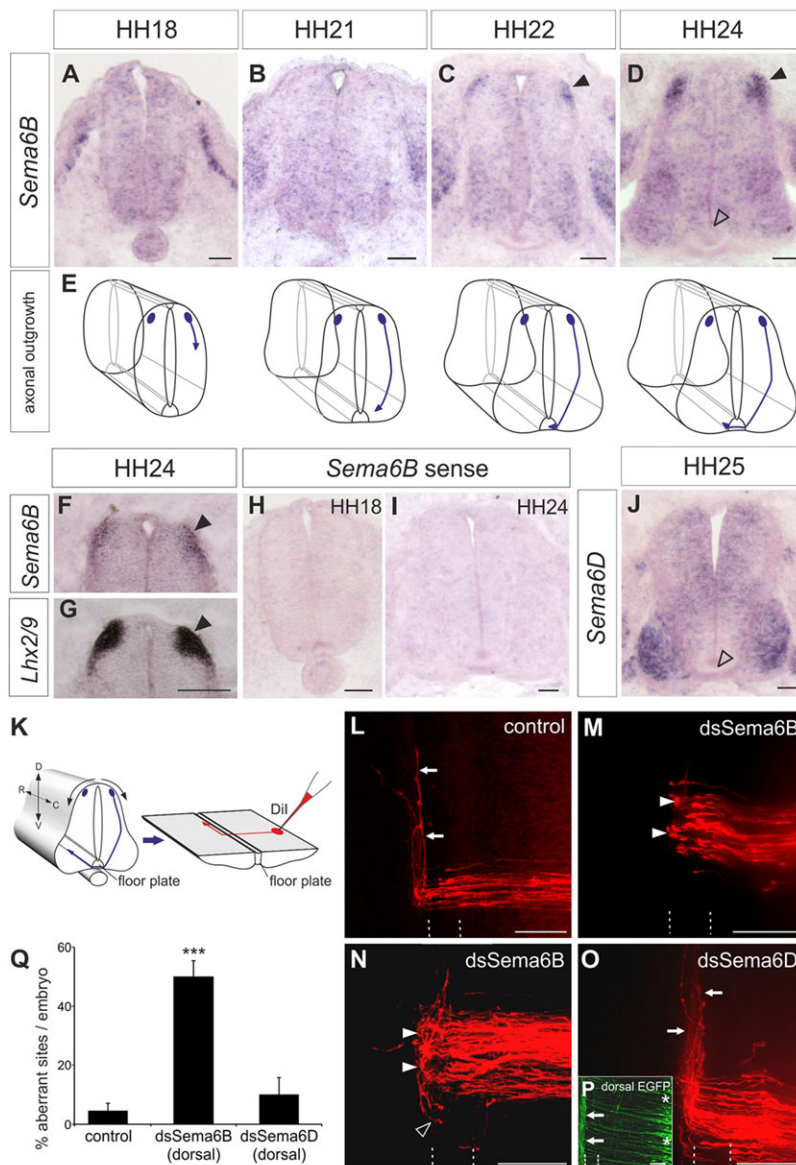 HH18 HH21 HH22 HH24
Sema6B
A B C D
axonal outgrowth
E
HH24 Sema6B sense HH25
Sema6B
F H HH18 I HH24 J
Sema6D
Lhx2/9
G
K
D
R C
V
DiI
floor plate
floor plate
L control
M dsSema6B
Q
% aberrant sites / embryo
60
40
20
0
***
control
dsSema6B
(dorsal)
dsSema6D
(dorsal)
N dsSema6B
O dsSema6D
P dorsal EGFP
*
*